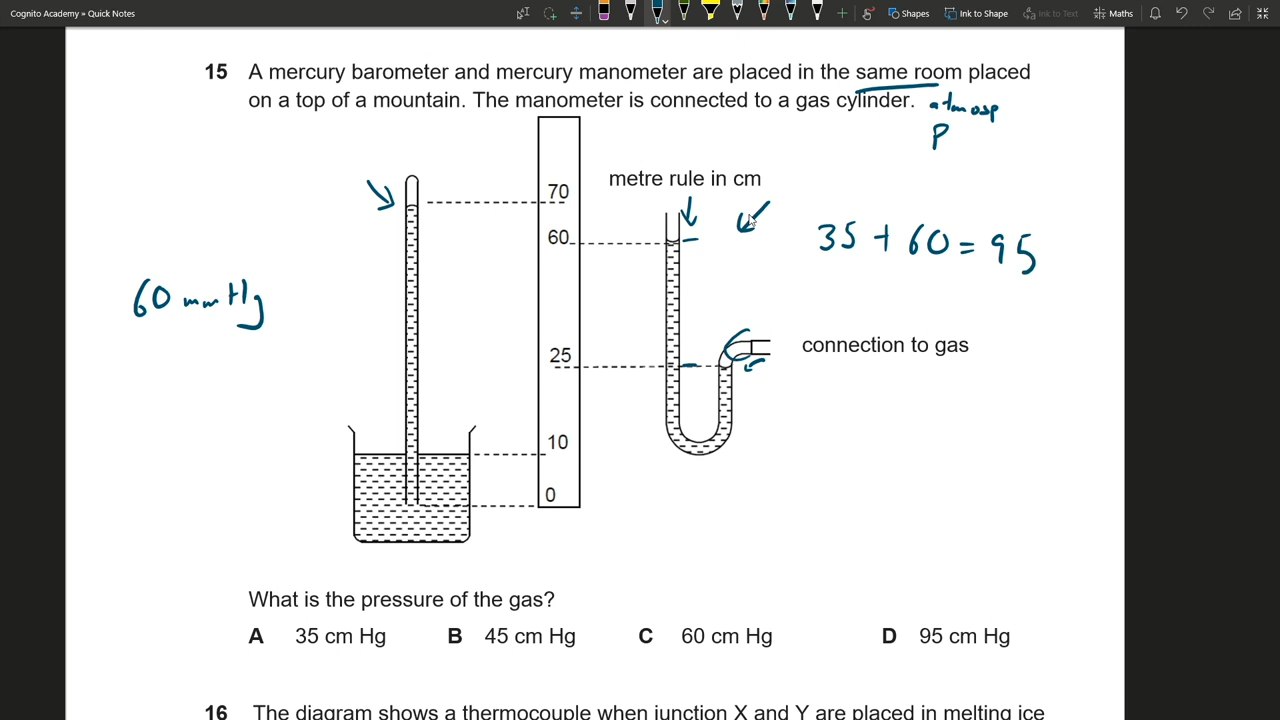 Cognito Academy » Quick Notes
Shapes
Ink to Shape
Ink to Text
Maths
15 A mercury barometer and mercury manometer are placed in the same room placed
on a top of a mountain. The manometer is connected to a gas cylinder.
atmosp
P
metre rule in cm
70
60
25
10
0
35 + 60 = 95
60 mmHg
connection to gas
What is the pressure of the gas?
A 35 cm Hg B 45 cm Hg C 60 cm Hg D 95 cm Hg
16 The diagram shows a thermocouple when junction X and Y are placed in melting ice